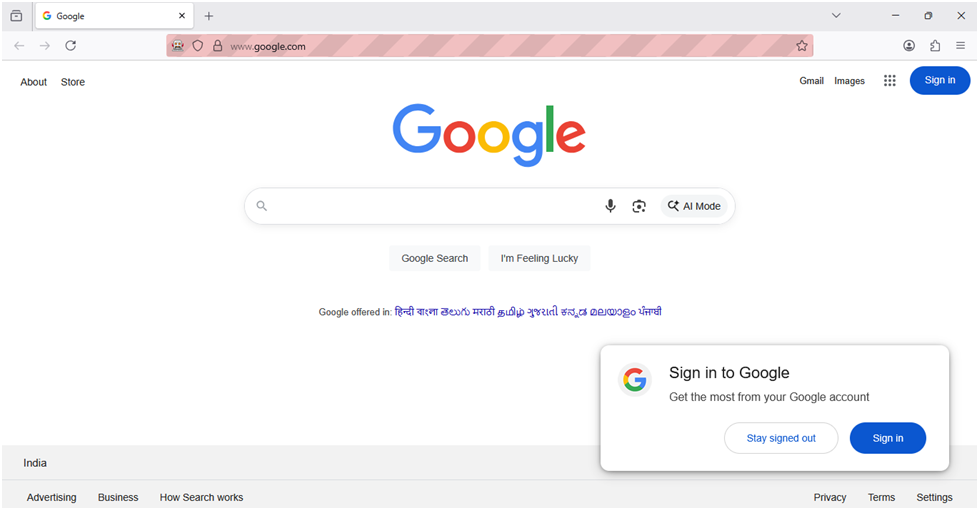 Google
www.google.com
About Store
Gmail Images Sign in
Google
AI Mode
Google Search I'm Feeling Lucky
Google offered in: हिन्दी বাংলা తెలుగు मराठी தமிழ் ગુજરાતી ಕನ್ನಡ മലയാളം ਪੰਜਾਬੀ
Sign in to Google
Get the most from your Google account
Stay signed out Sign in
India
Advertising Business How Search works
Privacy Terms Settings